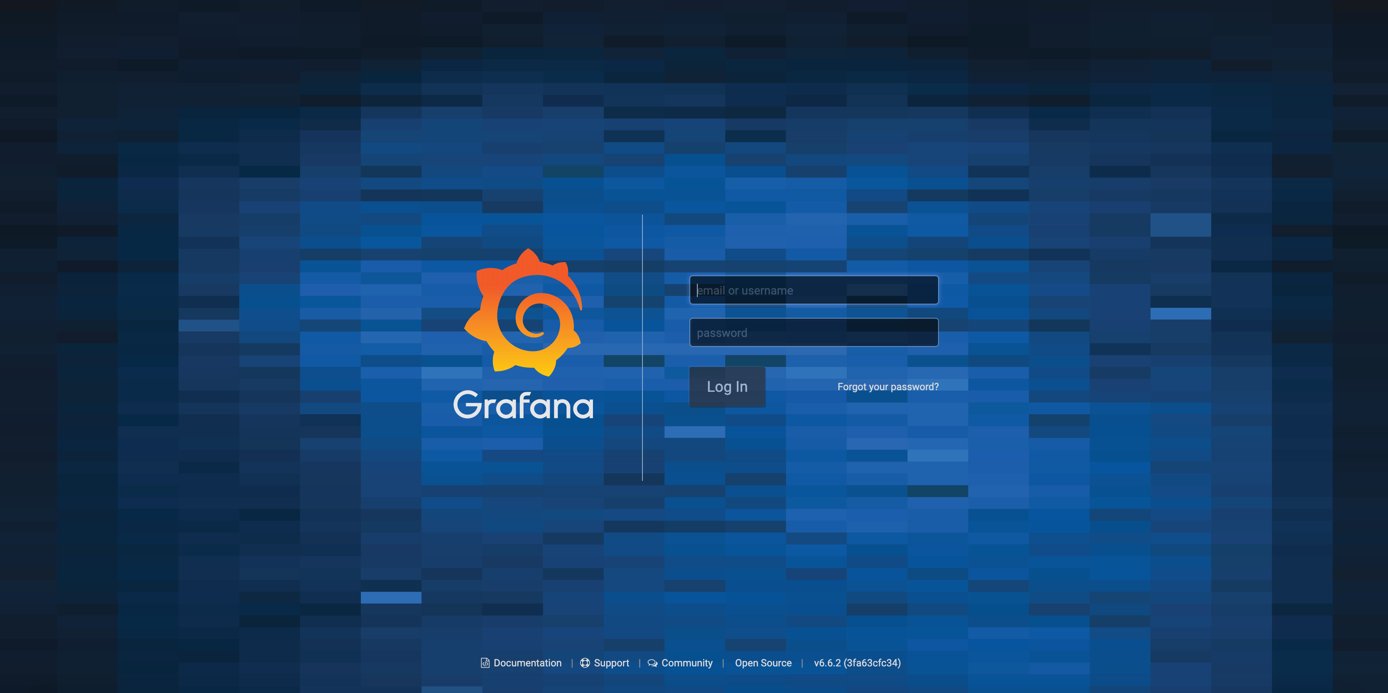 Grafana
email or username
password
Log In
Forgot your password?
Documentation | Support | Community | Open Source | v6.6.2 (3fa63cfc34)